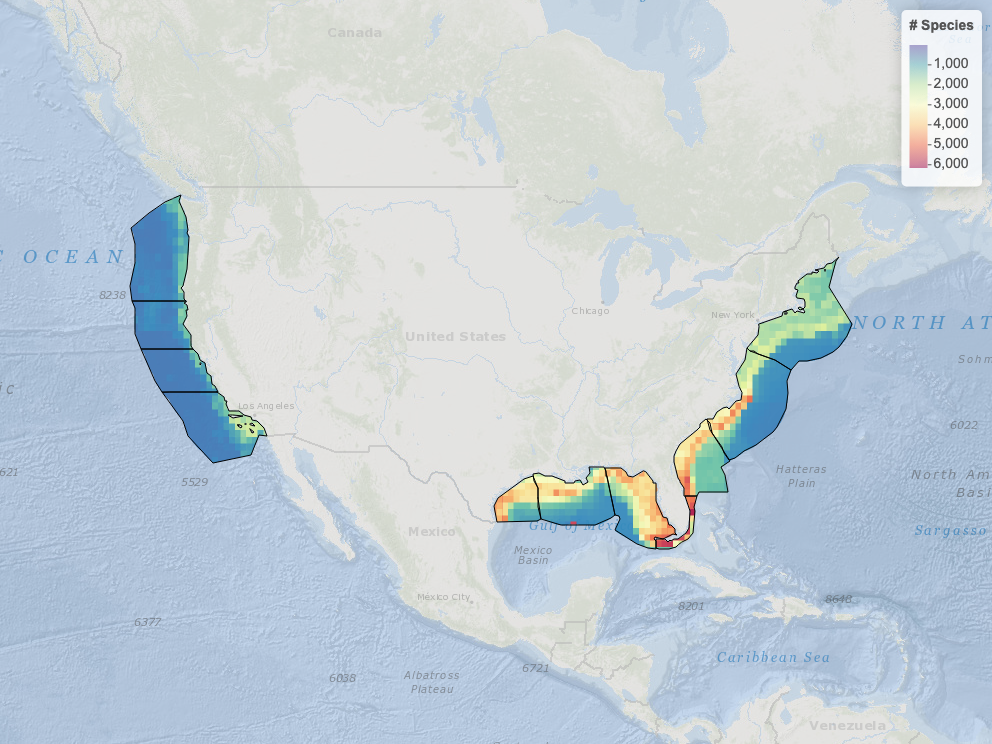 # Species
1,000
2,000
3,000
4,000
5,000
6,000
Canada
OCEAN
8238
United States
Chicago
New York
NORTH AT
Sohm
Los Angeles
6022
621
5529
Hatteras
Plain
North Am
Basi
Mexico
Gulf of Mexi
Sargasso
Mexico
Basin
México City
8201
8648
6377
Caribbean Sea
6721
6038
Albatross
Plateau
Venezuela